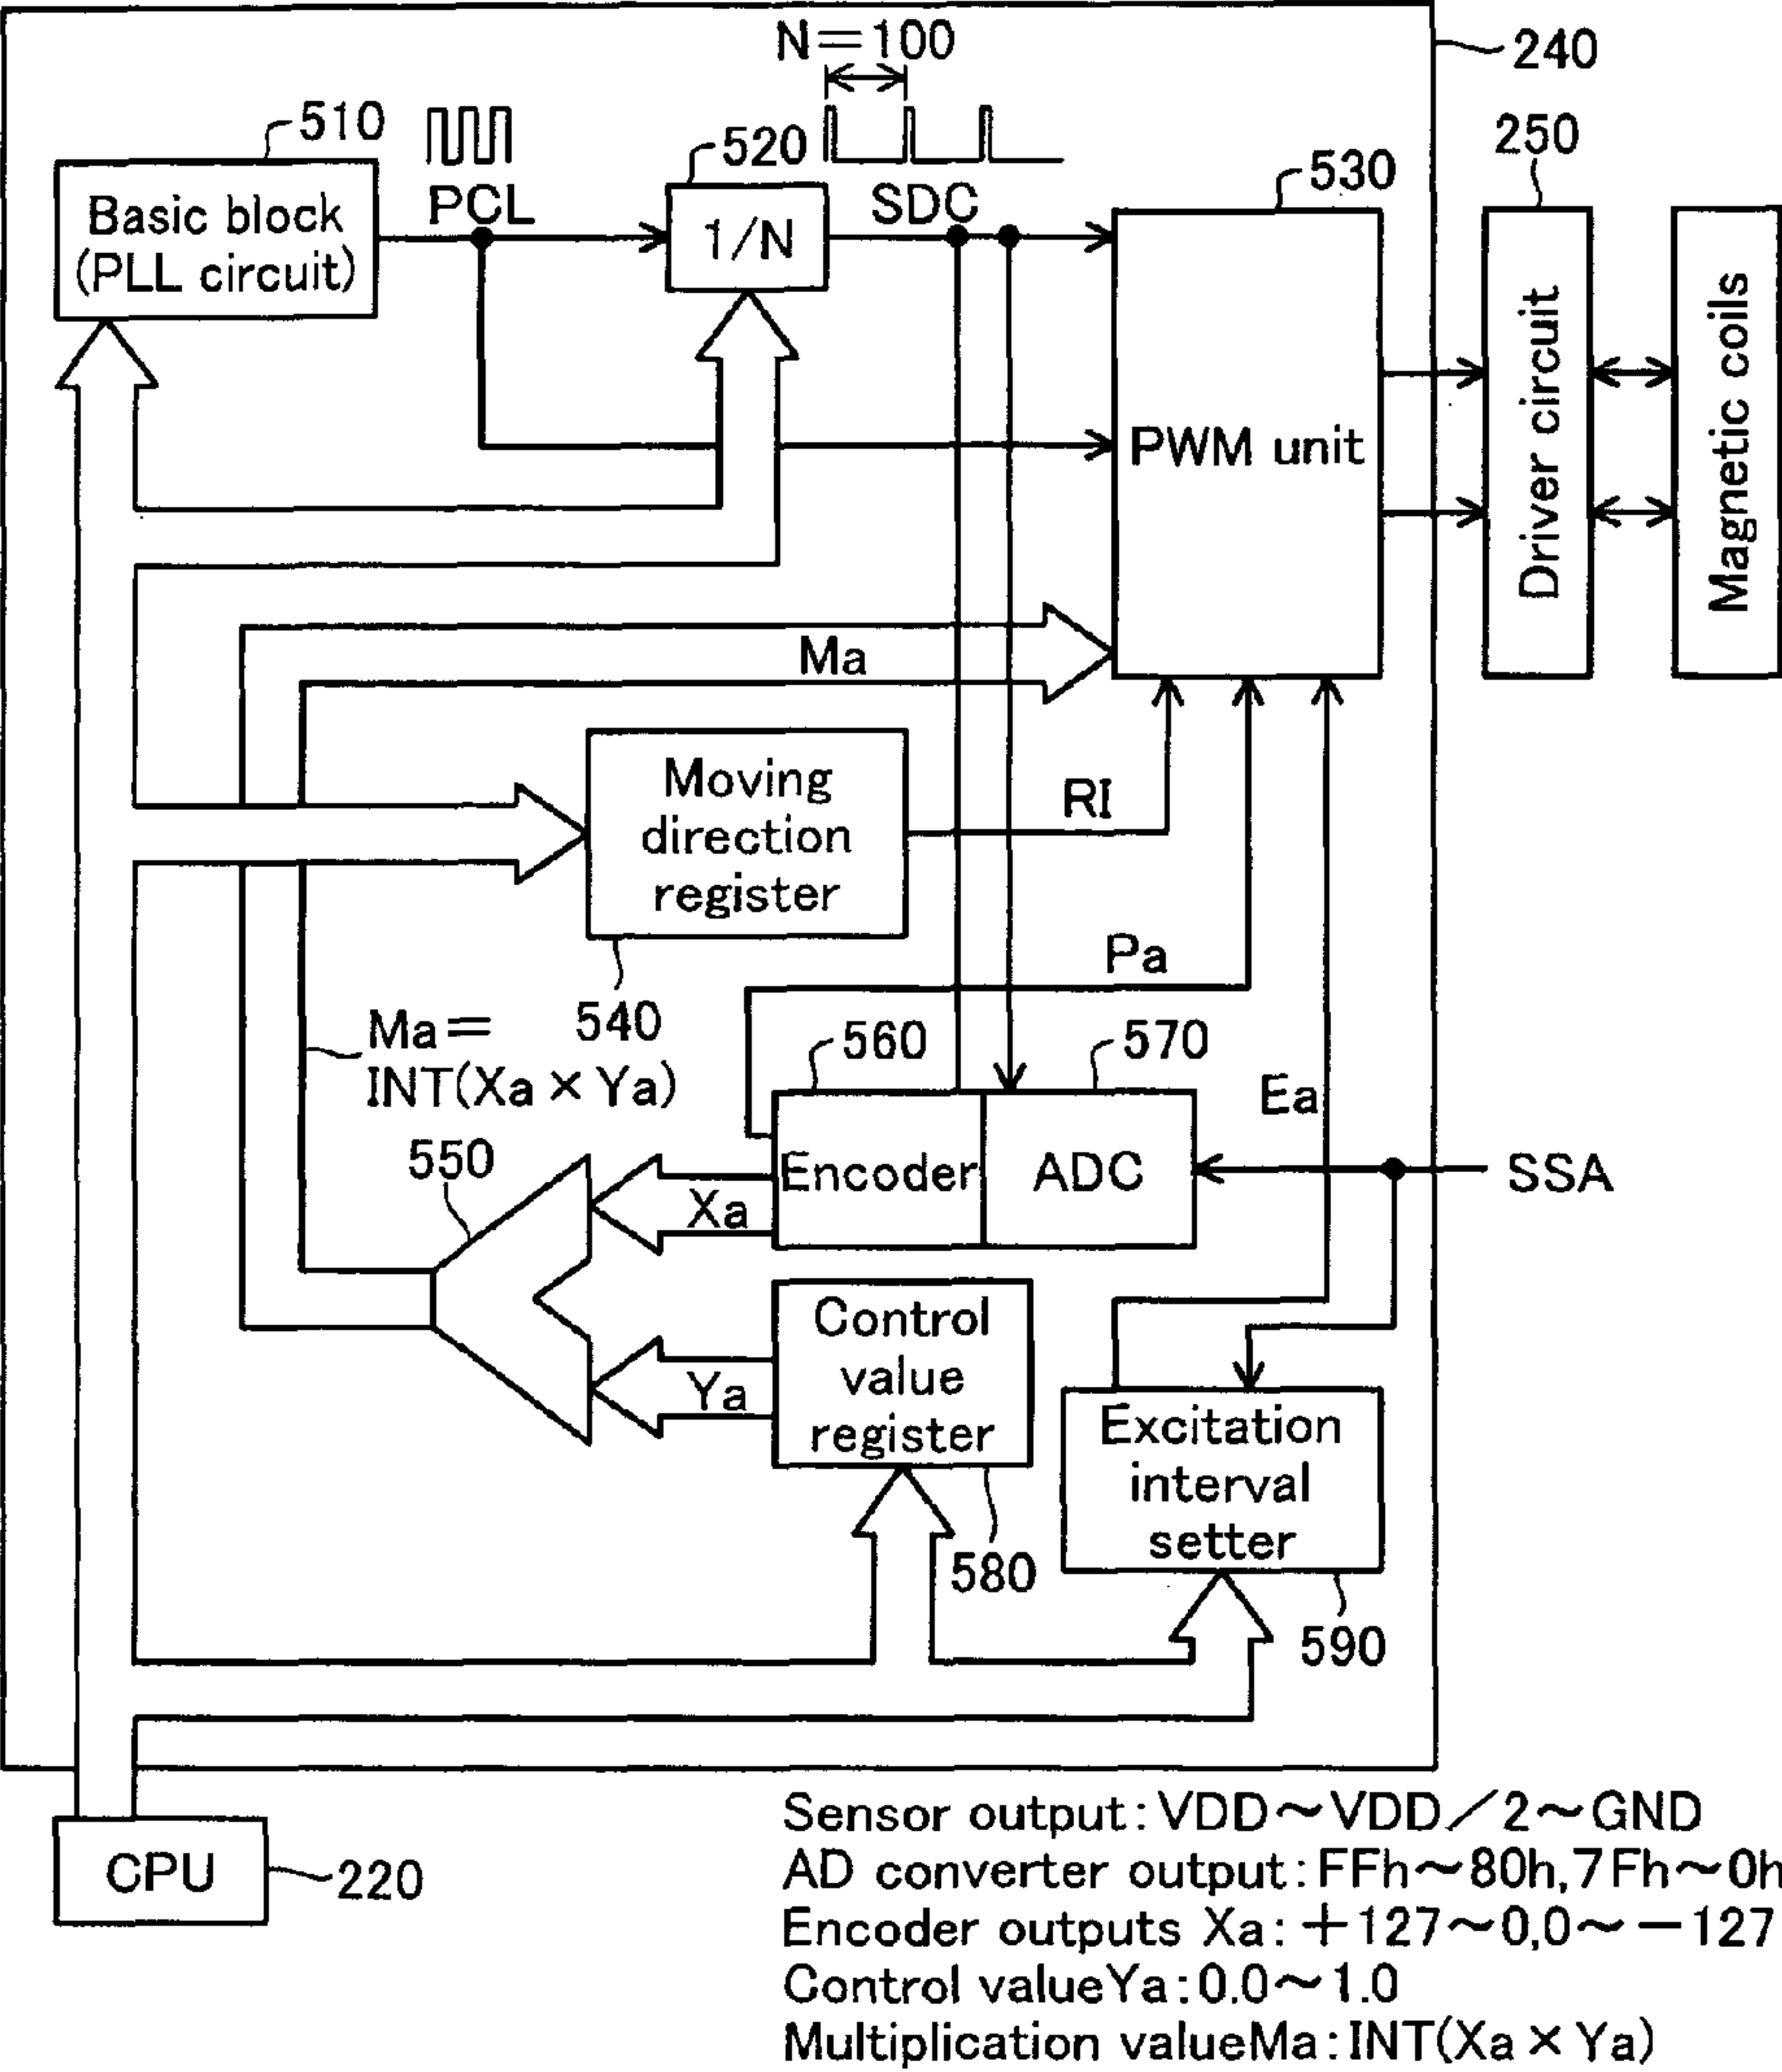 N=100
240
510
520
250
530
PCL
SDC
Basic block
(PLL circuit)
1/N
PWM unit
Driver circuit
Magnetic coils
Ma
Moving
direction
register
RI
540
Pa
Ma=
INT(Xa×Ya)
560
570
Ea
550
Encoder
ADC
SSA
Xa
Control
value
register
Ya
Excitation
interval
setter
580
590
CPU
220
Sensor output:VDD～VDD／2～GND
AD converter output:FFh～80h,7Fh～0h
Encoder outputs Xa:＋127～0,0～－127
Control valueYa:0.0～1.0
Multiplication valueMa:INT(Xa×Ya)